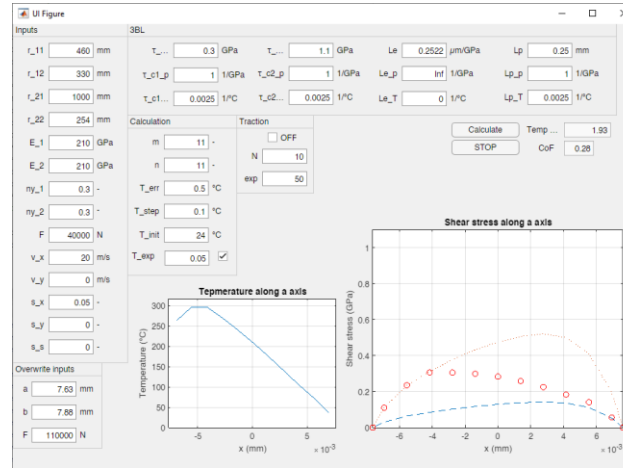 UI Figure
Inputs
r_11 460 mm
r_12 330 mm
r_21 1000 mm
r_22 254 mm
E_1 210 GPa
E_2 210 GPa
ny_1 0.3 -
ny_2 0.3 -
F 40000 N
v_x 20 m/s
v_y 0 m/s
s_x 0.05 -
s_y 0 -
s_s 0 -
Overwrite inputs
a 7.63 mm
b 7.88 mm
F 110000 N
3BL
τ_... 0.3 GPa τ_... 1.1 GPa Le 0.2522 μm/GPa Lp 0.25 mm
τ_c1_p 1 1/GPa τ_c2_p 1 1/GPa Le_p Inf 1/GPa Lp_p 1 1/GPa
τ_c1... 0.0025 1/°C τ_c2... 0.0025 1/°C Le_T 0 1/°C Lp_T 0.0025 1/°C
Calculation
m 11 -
n 11 -
T_err 0.5 °C
T_step 0.1 °C
T_init 24 °C
T_exp 0.05
Traction
OFF
N 10
exp 50
Calculate Temp ... 1.93
STOP CoF 0.28
Tepmerature along a axis
Temperature (°C)
300
250
200
150
100
50
0
-5 0 5
x (mm) × 10⁻³
Shear stress along a axis
Shear stress (GPa)
1
0.8
0.6
0.4
0.2
0
-6 -4 -2 0 2 4 6
x (mm) × 10⁻³